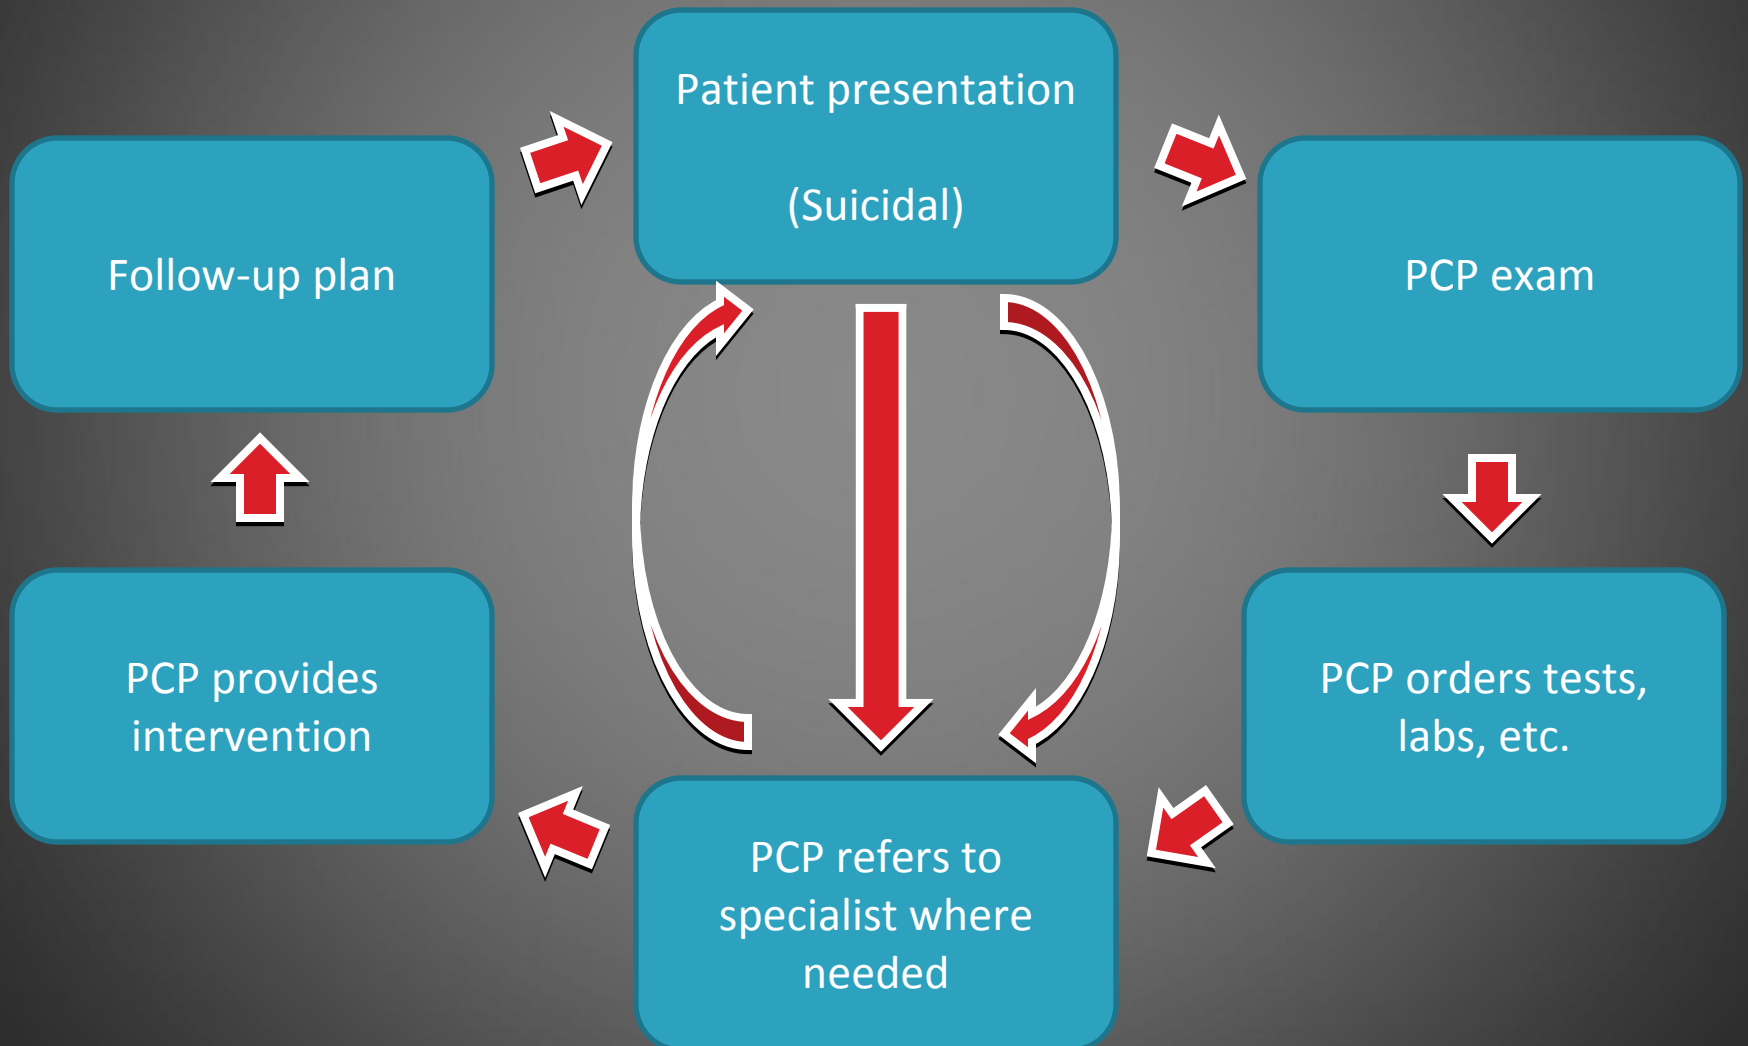 Patient presentation
(Suicidal)
PCP exam
PCP orders tests,
labs, etc.
PCP refers to
specialist where
needed
PCP provides
intervention
Follow-up plan